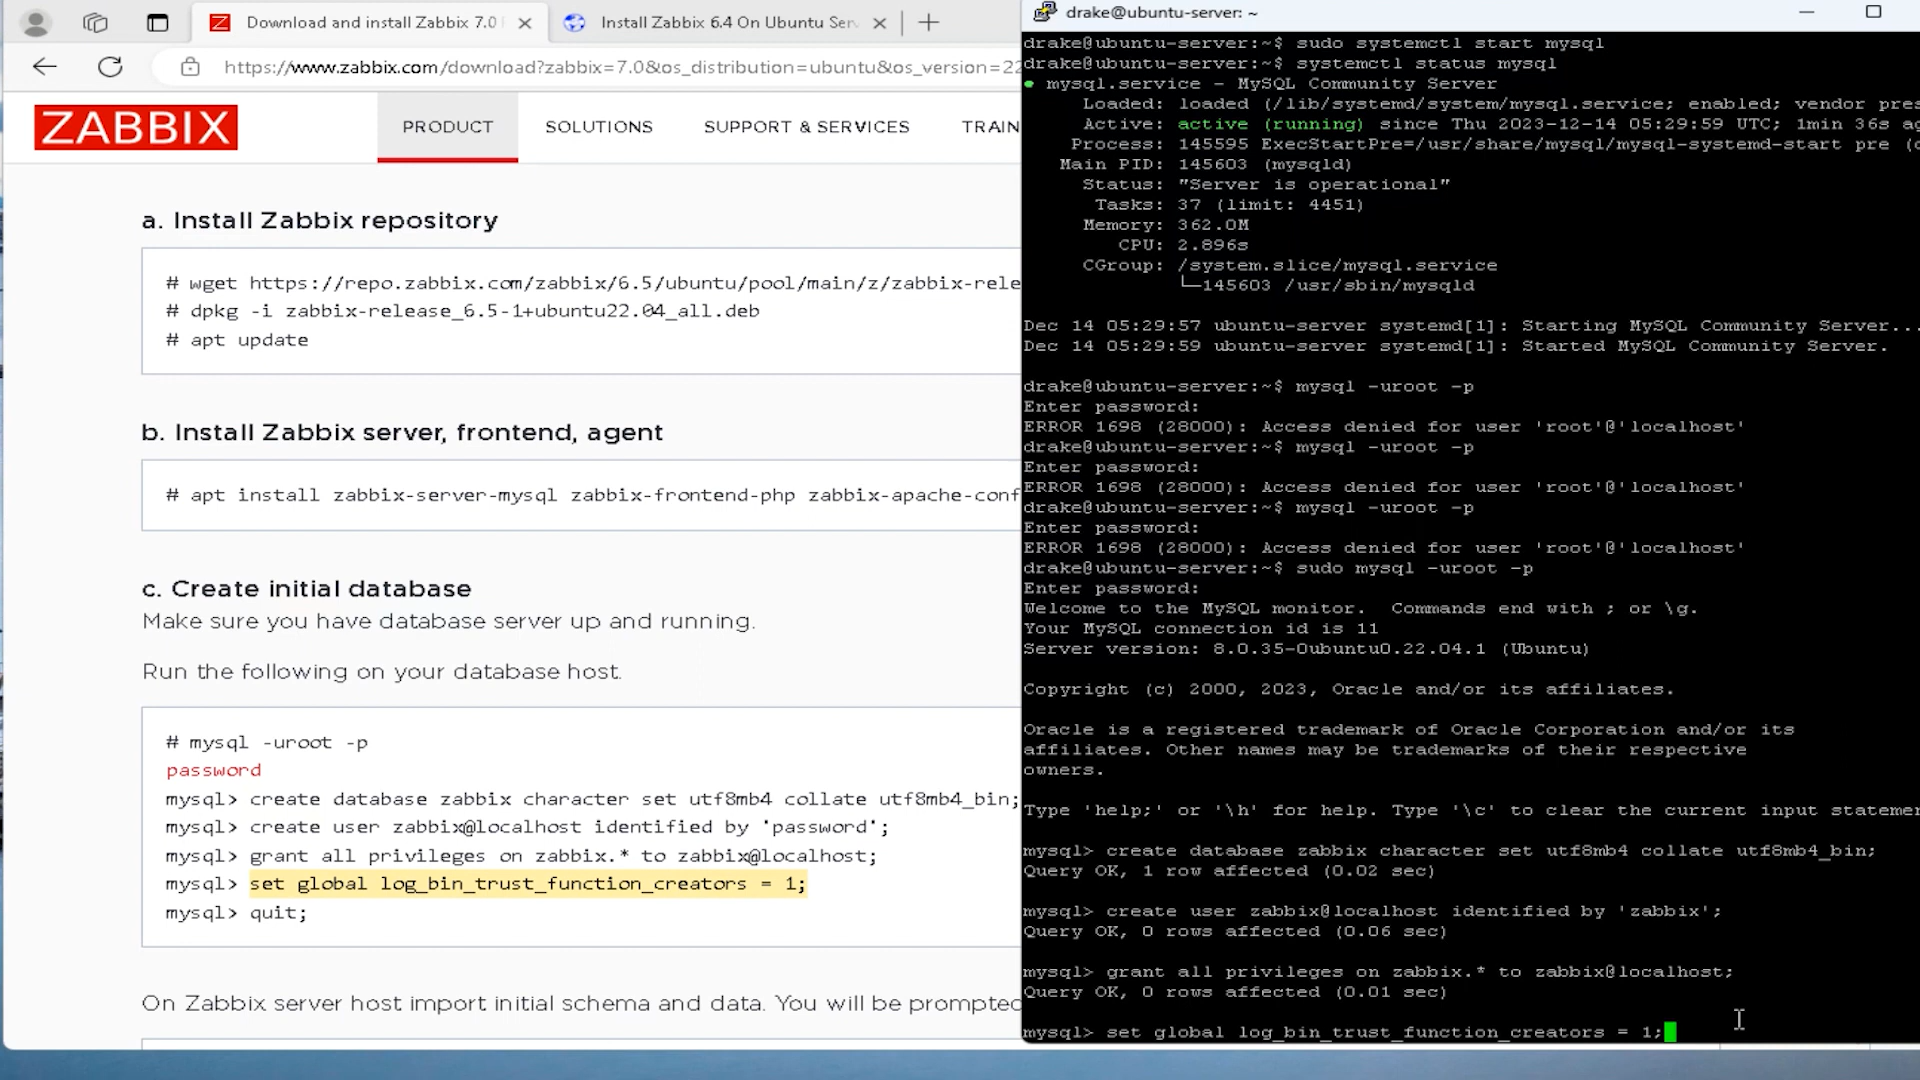 Download and install Zabbix 7.0
Install Zabbix 6.4 On Ubuntu Ser
https://www.zabbix.com/download?zabbix=7.0&os_distribution=ubuntu&os_version=22
ZABBIX
PRODUCT
SOLUTIONS
SUPPORT & SERVICES
TRAIN
a. Install Zabbix repository
# wget https://repo.zabbix.com/zabbix/6.5/ubuntu/pool/main/z/zabbix-rele
# dpkg -i zabbix-release_6.5-1+ubuntu22.04_all.deb
# apt update
b. Install Zabbix server, frontend, agent
# apt install zabbix-server-mysql zabbix-frontend-php zabbix-apache-conf
c. Create initial database
Make sure you have database server up and running.
Run the following on your database host.
# mysql -uroot -p
password
mysql> create database zabbix character set utf8mb4 collate utf8mb4_bin;
mysql> create user zabbix@localhost identified by 'password';
mysql> grant all privileges on zabbix.* to zabbix@localhost;
mysql> set global log_bin_trust_function_creators = 1;
mysql> quit;
On Zabbix server host import initial schema and data. You will be prompted
drake@ubuntu-server: ~
drake@ubuntu-server:~$ sudo systemctl start mysql
drake@ubuntu-server:~$ systemctl status mysql
● mysql.service - MySQL Community Server
Loaded: loaded (/lib/systemd/system/mysql.service; enabled; vendor pres
Active: active (running) since Thu 2023-12-14 05:29:59 UTC; 1min 36s ag
Process: 145595 ExecStartPre=/usr/share/mysql/mysql-systemd-start pre (c
Main PID: 145603 (mysqld)
Status: "Server is operational"
Tasks: 37 (limit: 4451)
Memory: 362.0M
CPU: 2.896s
CGroup: /system.slice/mysql.service
└─145603 /usr/sbin/mysqld
Dec 14 05:29:57 ubuntu-server systemd[1]: Starting MySQL Community Server...
Dec 14 05:29:59 ubuntu-server systemd[1]: Started MySQL Community Server.
drake@ubuntu-server:~$ mysql -uroot -p
Enter password:
ERROR 1698 (28000): Access denied for user 'root'@'localhost'
drake@ubuntu-server:~$ mysql -uroot -p
Enter password:
ERROR 1698 (28000): Access denied for user 'root'@'localhost'
drake@ubuntu-server:~$ mysql -uroot -p
Enter password:
ERROR 1698 (28000): Access denied for user 'root'@'localhost'
drake@ubuntu-server:~$ sudo mysql -uroot -p
Enter password:
Welcome to the MySQL monitor.  Commands end with ; or \g.
Your MySQL connection id is 11
Server version: 8.0.35-0ubuntu0.22.04.1 (Ubuntu)
Copyright (c) 2000, 2023, Oracle and/or its affiliates.
Oracle is a registered trademark of Oracle Corporation and/or its
affiliates. Other names may be trademarks of their respective
owners.
Type 'help;' or '\h' for help. Type '\c' to clear the current input statemen
mysql> create database zabbix character set utf8mb4 collate utf8mb4_bin;
Query OK, 1 row affected (0.02 sec)
mysql> create user zabbix@localhost identified by 'zabbix';
Query OK, 0 rows affected (0.06 sec)
mysql> grant all privileges on zabbix.* to zabbix@localhost;
Query OK, 0 rows affected (0.01 sec)
mysql> set global log_bin_trust_function_creators = 1;